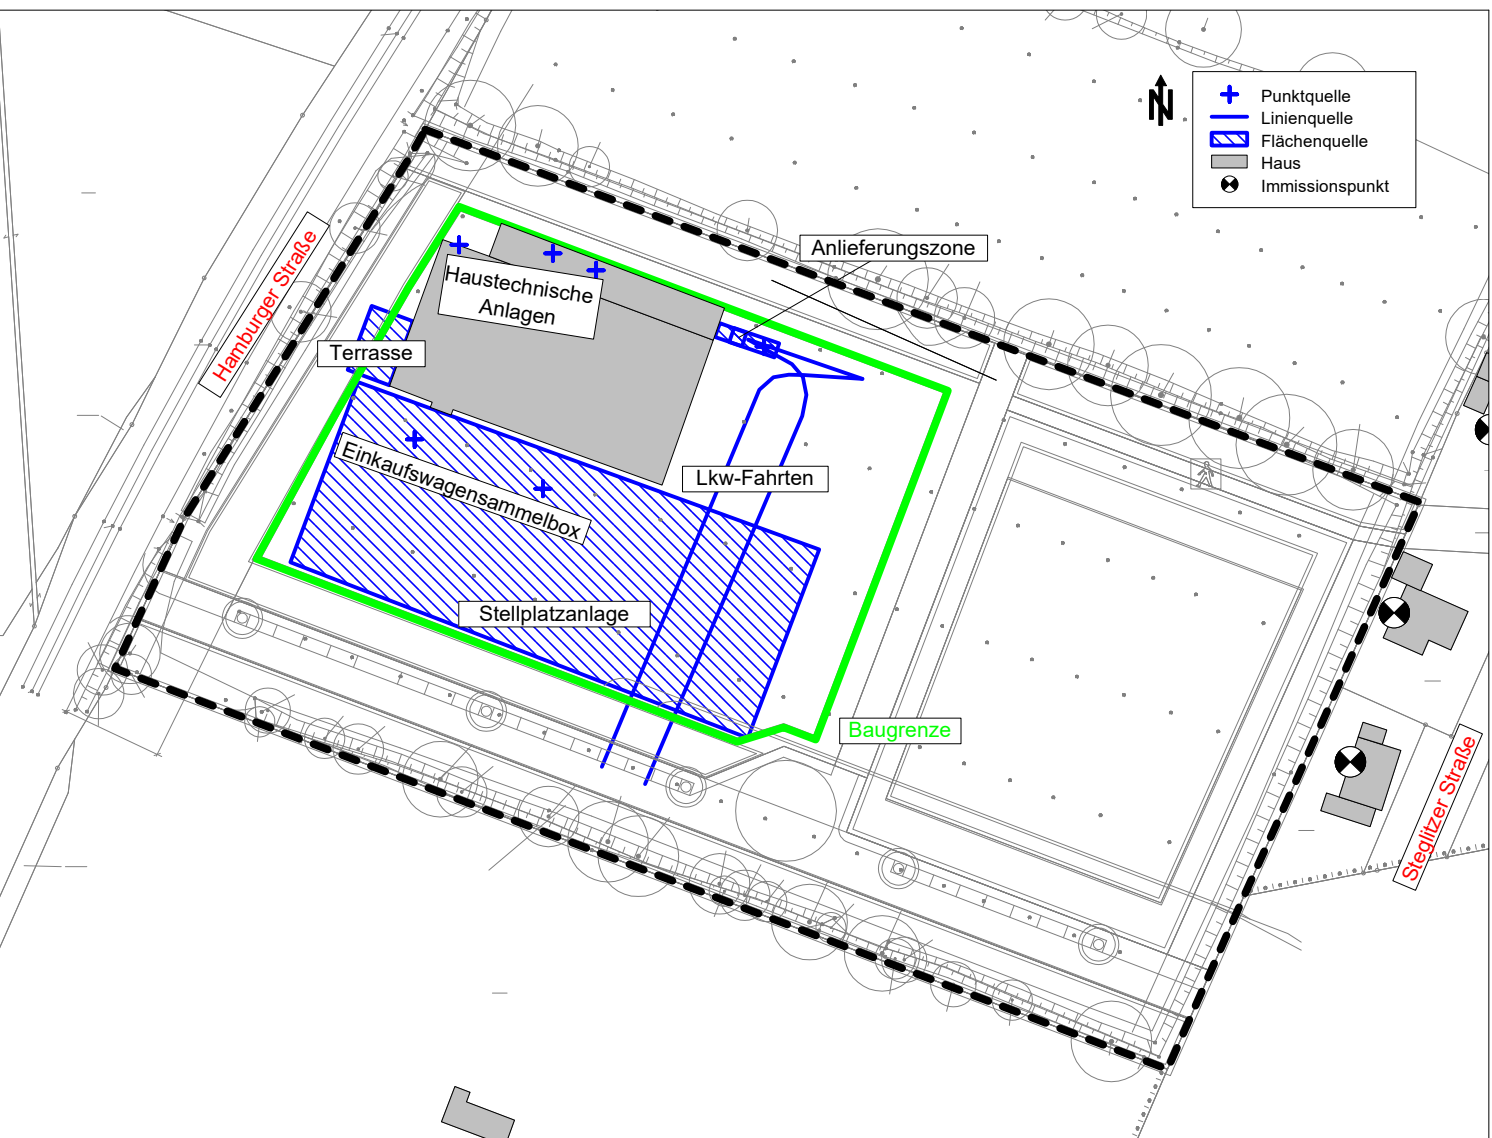 Punktquelle
Linienquelle
Flächenquelle
Haus
Immissionspunkt
N
Anlieferungszone
Hamburger Straße
Haustechnische
Anlagen
Terrasse
Einkaufswagensammelbox
Lkw-Fahrten
Stellplatzanlage
Baugrenze
Steglitzer Straße